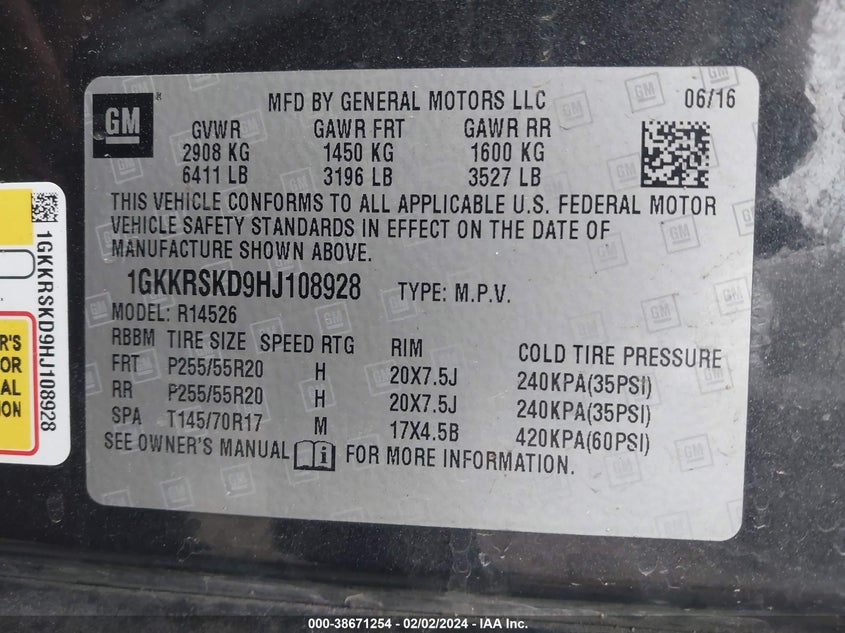 GM
MFD BY GENERAL MOTORS LLC 06/16
GVWR GAWR FRT GAWR RR
2908 KG 1450 KG 1600 KG
6411 LB 3196 LB 3527 LB
THIS VEHICLE CONFORMS TO ALL APPLICABLE U.S. FEDERAL MOTOR
VEHICLE SAFETY STANDARDS IN EFFECT ON THE DATE OF
MANUFACTURE SHOWN ABOVE.
1GKKRSKD9HJ108928 TYPE: M.P.V.
MODEL: R14526
RBBM TIRE SIZE SPEED RTG RIM COLD TIRE PRESSURE
FRT P255/55R20 H 20X7.5J 240KPA(35PSI)
RR P255/55R20 H 20X7.5J 240KPA(35PSI)
SPA T145/70R17 M 17X4.5B 420KPA(60PSI)
SEE OWNER'S MANUAL FOR MORE INFORMATION.
1GKKRSKD9HJ108928
R'S
OR
AL
ION
000-38671254 - 02/02/2024 - IAA Inc.